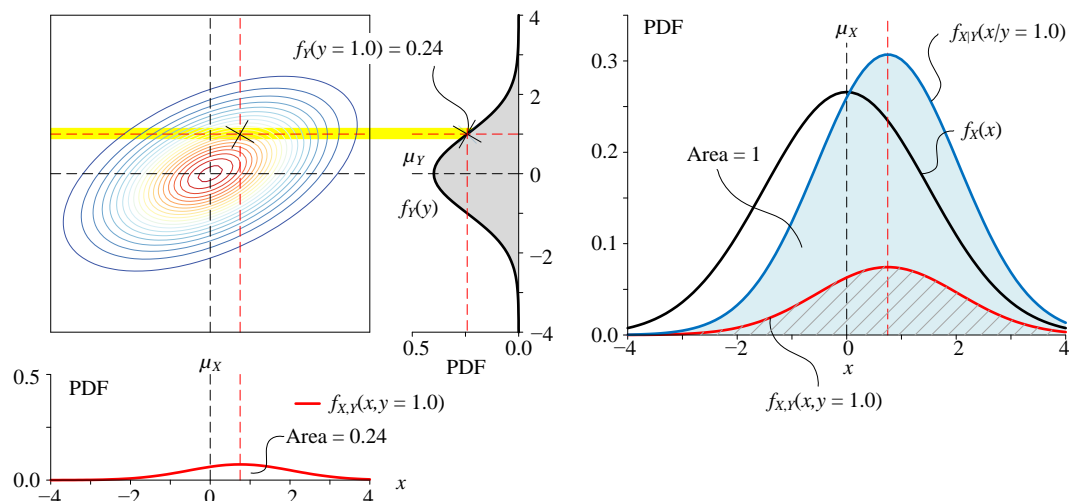 f_Y(y = 1.0) = 0.24
4
2
μ_Y
0
f_Y(y)
−2
−4
0.5
0.0
PDF
μ_X
0.5
PDF
f_{X,Y}(x,y = 1.0)
Area = 0.24
0.0
−4
−2
0
2
4
x
PDF
μ_X
f_{X|Y}(x/y = 1.0)
0.3
f_X(x)
0.2
Area = 1
0.1
0.0
−4
−2
0
2
4
x
f_{X,Y}(x,y = 1.0)